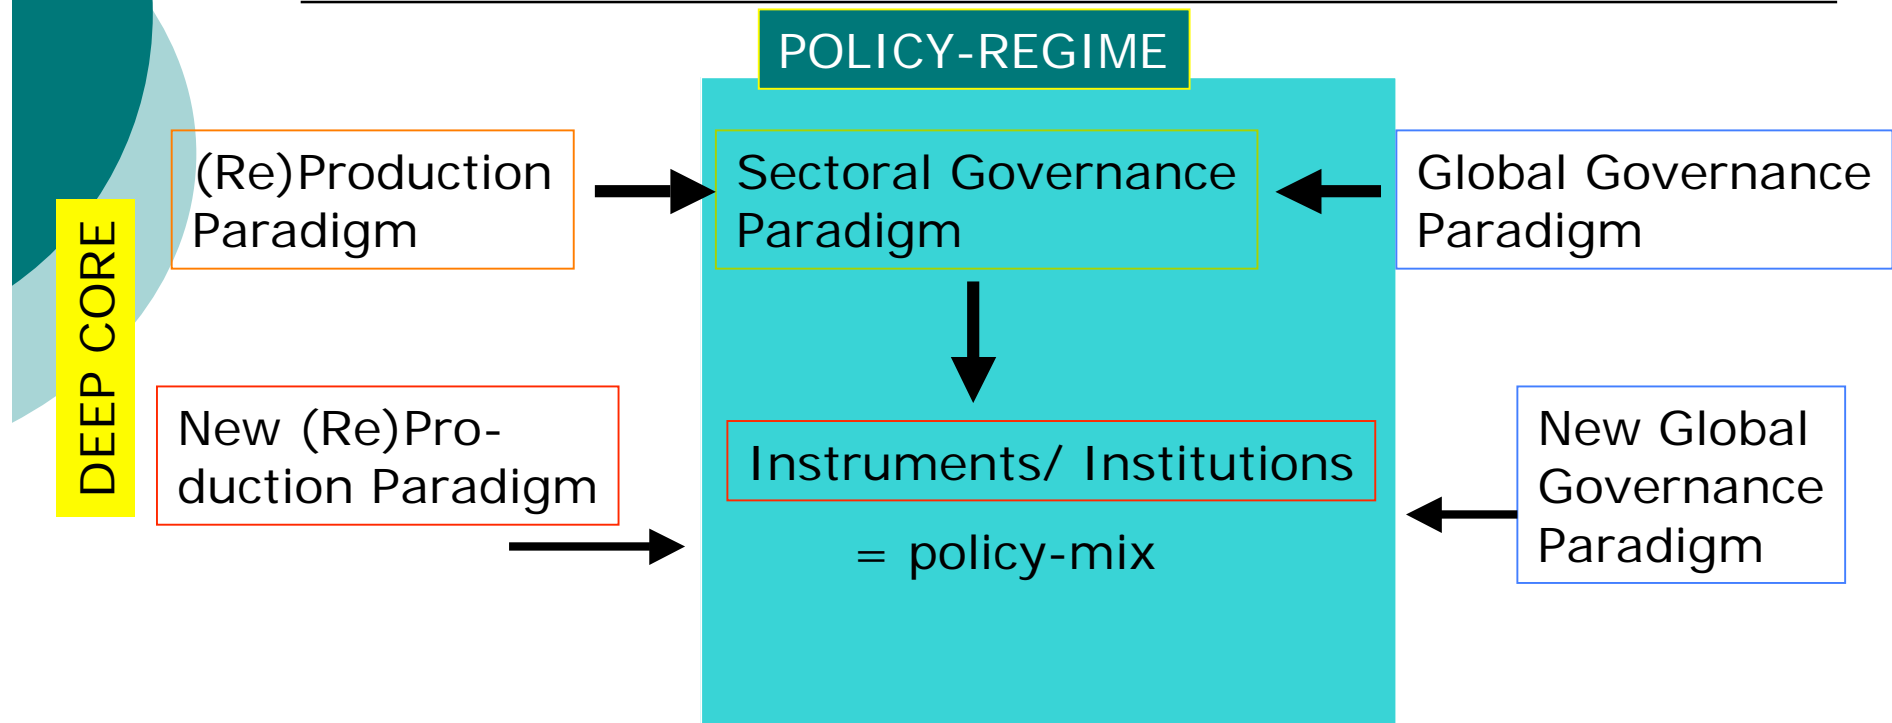 POLICY-REGIME
(Re)Production
Paradigm
Sectoral Governance
Paradigm
Global Governance
Paradigm
DEEP CORE
New (Re)Pro-
duction Paradigm
Instruments/ Institutions
= policy-mix
New Global
Governance
Paradigm